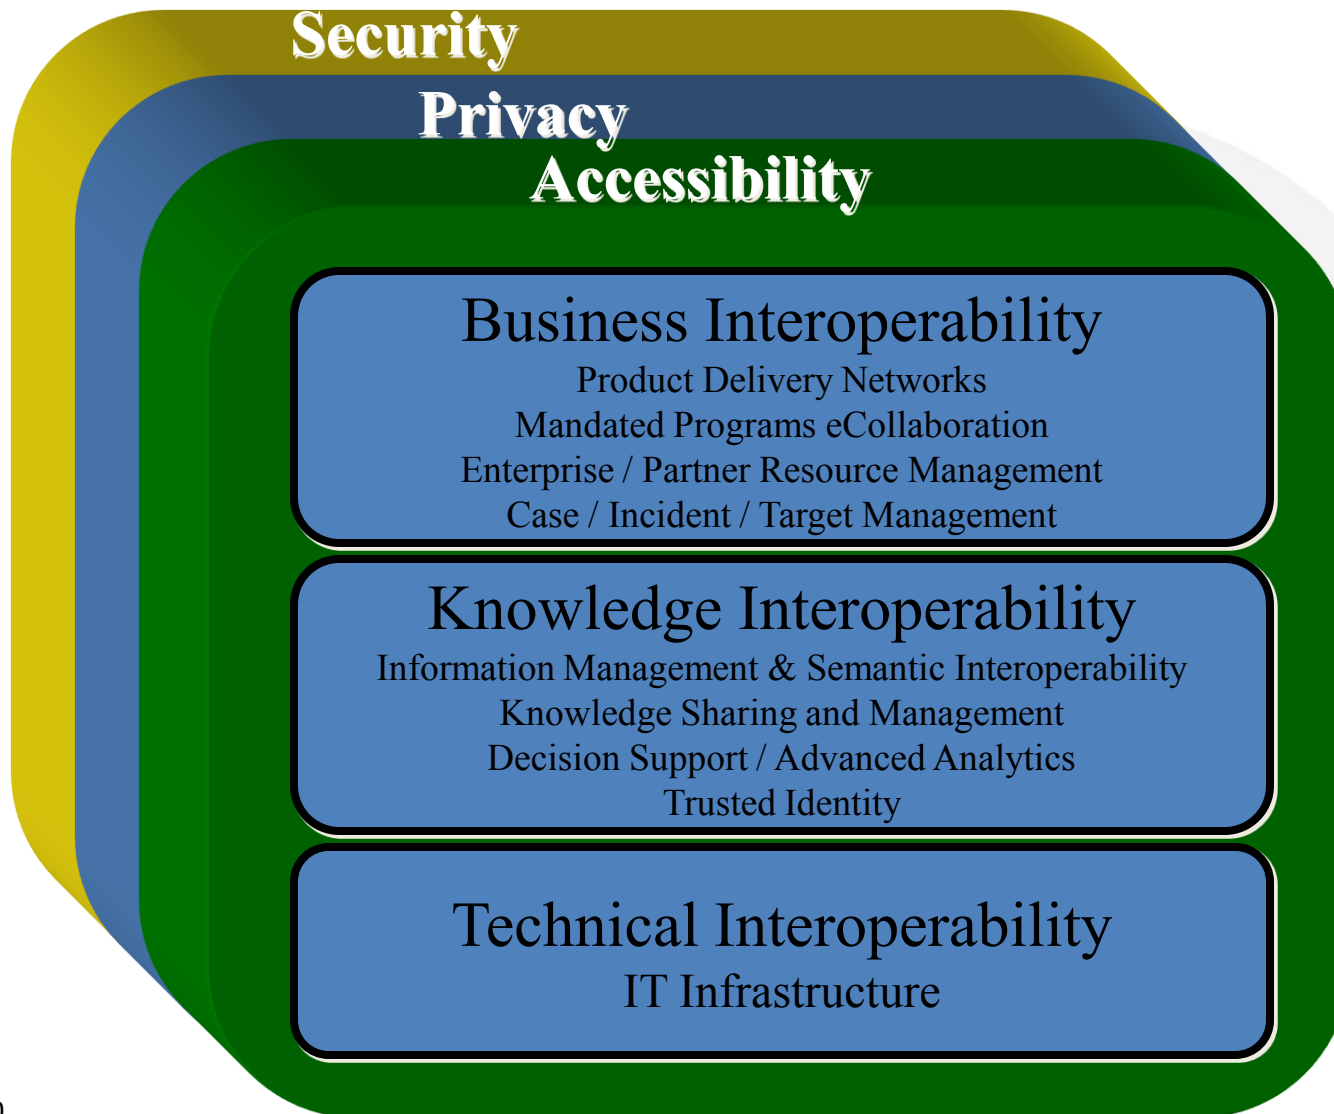 Security
Privacy
Accessibility
Business Interoperability
Product Delivery Networks
Mandated Programs eCollaboration
Enterprise / Partner Resource Management
Case / Incident / Target Management
Knowledge Interoperability
Information Management & Semantic Interoperability
Knowledge Sharing and Management
Decision Support / Advanced Analytics
Trusted Identity
Technical Interoperability
IT Infrastructure